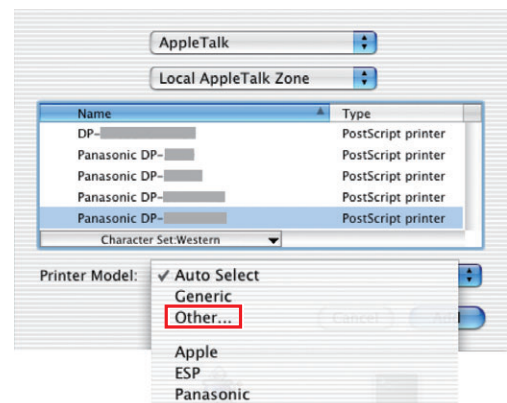 AppleTalk
Local AppleTalk Zone
Name Type
DP- PostScript printer
Panasonic DP- PostScript printer
Panasonic DP- PostScript printer
Panasonic DP- PostScript printer
Panasonic DP- PostScript printer
Character Set:Western
Printer Model: ✓ Auto Select
Generic
Other...
Cancel Add
Apple
ESP
Panasonic